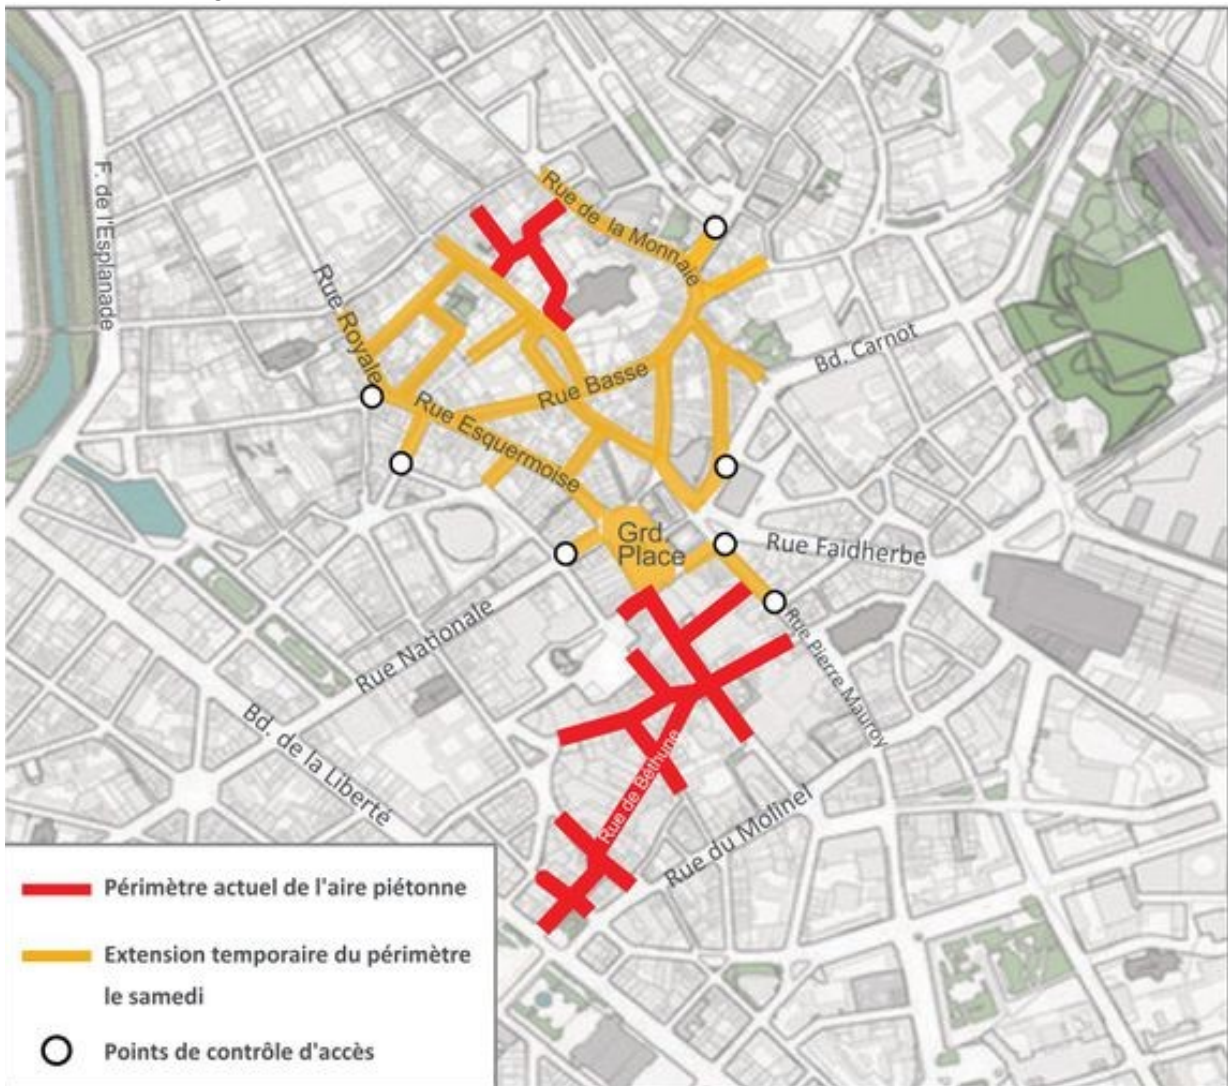 F. de l'Esplanade
Rue de la Monnaie
Rue Royale
Bd. Carnot
Rue Basse
Rue Esquermoise
Grd.
Place
Rue Faidherbe
Rue Nationale
Rue Pierre Mauroy
Bd. de la Liberté
Rue de Béthune
Rue du Molinel
Périmètre actuel de l'aire piétonne
Extension temporaire du périmètre
le samedi
Points de contrôle d'accès